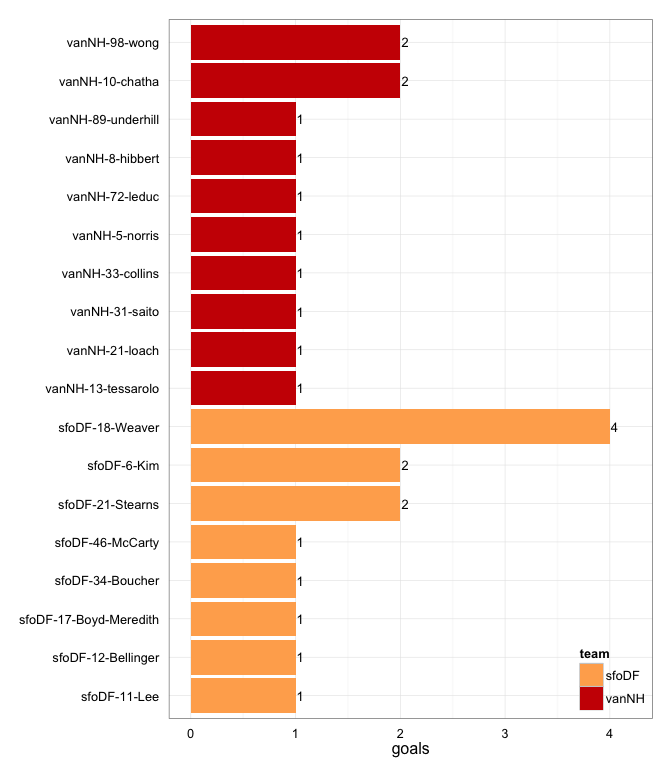 vanNH-98-wong 2
vanNH-10-chatha 2
vanNH-89-underhill 1
vanNH-8-hibbert 1
vanNH-72-leduc 1
vanNH-5-norris 1
vanNH-33-collins 1
vanNH-31-saito 1
vanNH-21-loach 1
vanNH-13-tessarolo 1
sfoDF-18-Weaver 4
sfoDF-6-Kim 2
sfoDF-21-Stearns 2
sfoDF-46-McCarty 1
sfoDF-34-Boucher 1
sfoDF-17-Boyd-Meredith 1
sfoDF-12-Bellinger 1
sfoDF-11-Lee 1
team
sfoDF
vanNH
0 1 2 3 4
goals